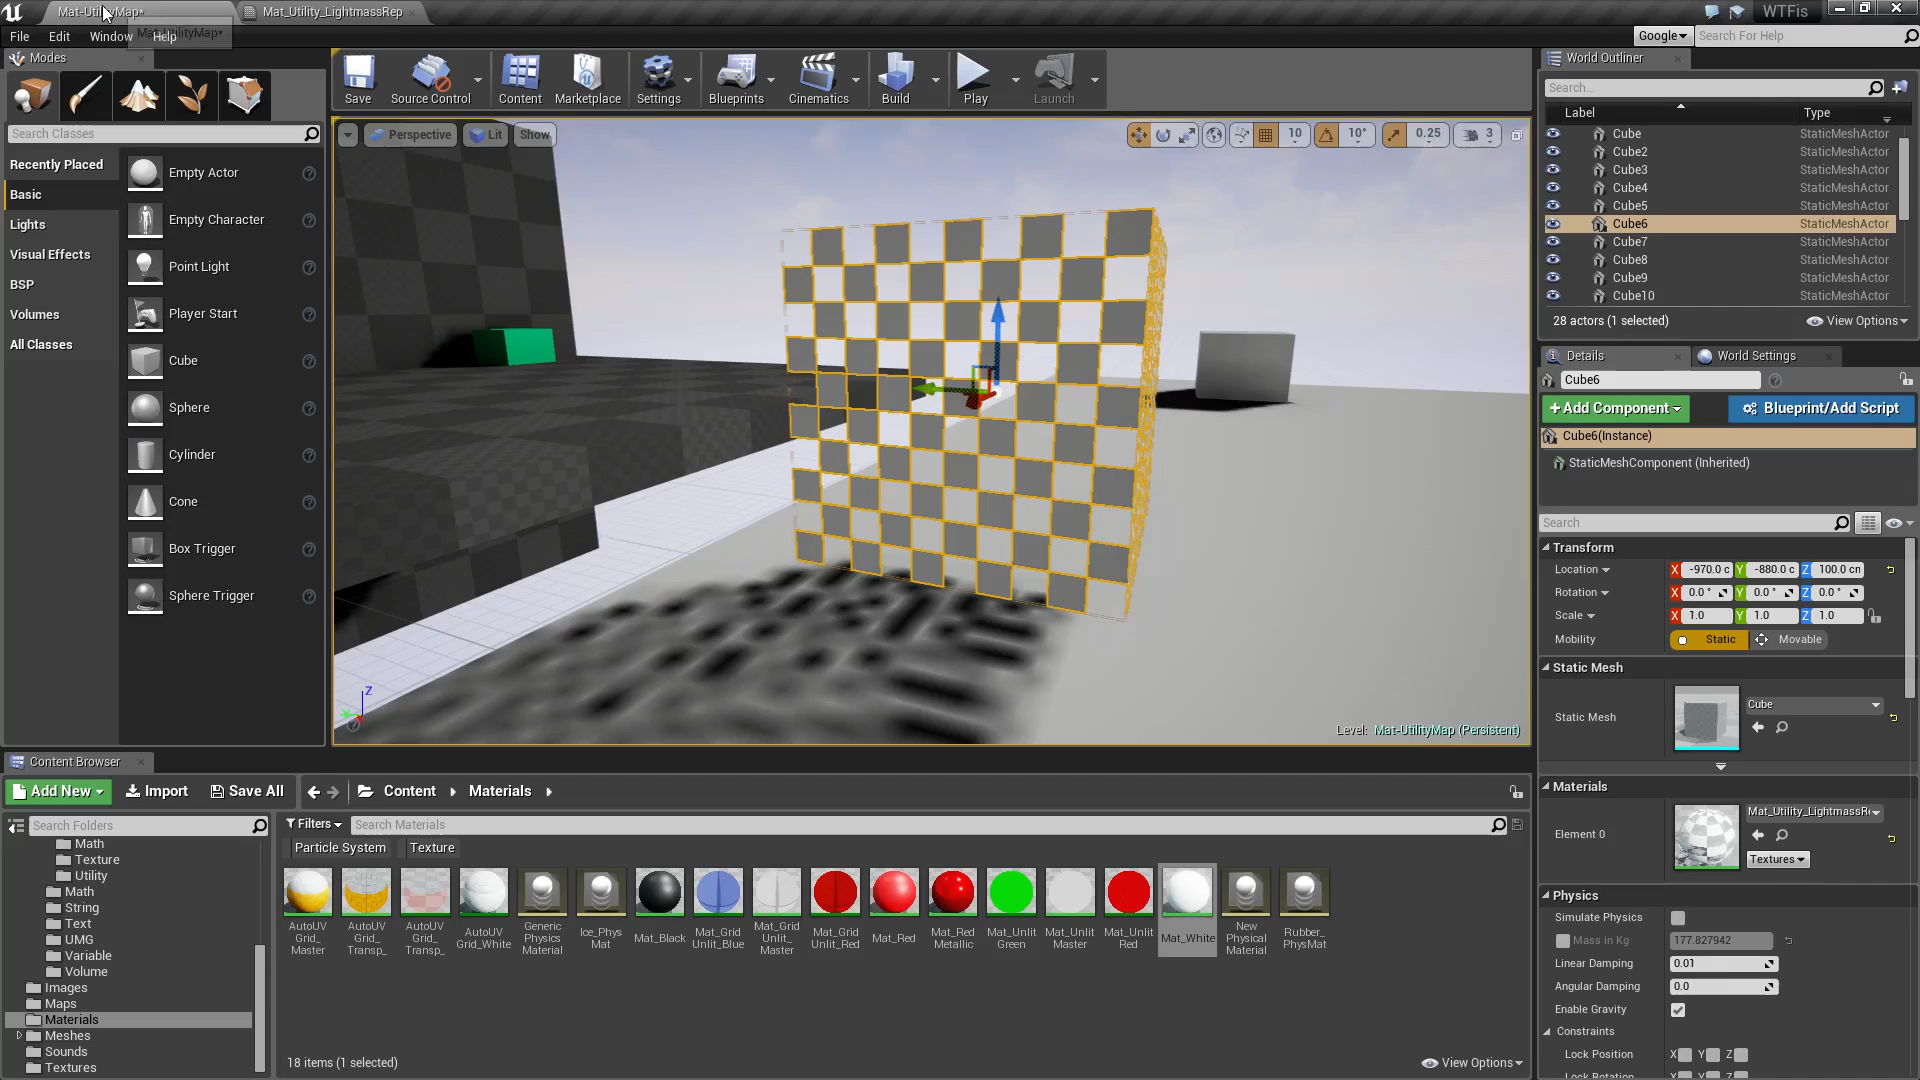 Mat-UtilityMap*
Mat_Utility_LightmassRep
WTFis
File
Edit
Window
Help
Mat-UtilityMap*
Google
Search For Help
Modes
Search Classes
Recently Placed
Basic
Lights
Visual Effects
BSP
Volumes
All Classes
Empty Actor
Empty Character
Point Light
Player Start
Cube
Sphere
Cylinder
Cone
Box Trigger
Sphere Trigger
Save
Source Control
Content
Marketplace
Settings
Blueprints
Cinematics
Build
Play
Launch
Perspective
Lit
Show
10
10°
0.25
3
Z
Level: Mat-UtilityMap (Persistent)
World Outliner
Search...
Label
Type
Cube StaticMeshActor
Cube2 StaticMeshActor
Cube3 StaticMeshActor
Cube4 StaticMeshActor
Cube5 StaticMeshActor
Cube6 StaticMeshActor
Cube7 StaticMeshActor
Cube8 StaticMeshActor
Cube9 StaticMeshActor
Cube10 StaticMeshActor
28 actors (1 selected)
View Options
Details
World Settings
Cube6
+Add Component
Blueprint/Add Script
Cube6(Instance)
StaticMeshComponent (Inherited)
Search
Transform
Location X -970.0 c Y -880.0 c Z 100.0 cm
Rotation X 0.0 ° Y 0.0 ° Z 0.0 °
Scale X 1.0 Y 1.0 Z 1.0
Mobility Static Movable
Static Mesh
Static Mesh
Cube
Materials
Element 0
Mat_Utility_LightmassR
Textures
Physics
Simulate Physics
Mass in Kg 177.827942
Linear Damping 0.01
Angular Damping 0.0
Enable Gravity
Constraints
Lock Position X Y Z
Lock Rotation X Y Z
Content Browser
Add New
Import
Save All
Content
Materials
Search Folders
Math
Texture
Utility
Math
String
Text
UMG
Variable
Volume
Images
Maps
Materials
Meshes
Sounds
Textures
Filters
Search Materials
Particle System
Texture
AutoUV
Grid_
Master
AutoUV
Grid_
Transp_
AutoUV
Grid_
Transp_
AutoUV
Grid_White
Generic
Physics
Material
Ice_Phys
Mat
Mat_Black
Mat_Grid
Unlit_Blue
Mat_Grid
Unlit_
Master
Mat_Grid
Unlit_Red
Mat_Red
Mat_Red
Metallic
Mat_Unlit
Green
Mat_Unlit
Master
Mat_Unlit
Red
Mat_White
New
Physical
Material
Rubber_
PhysMat
18 items (1 selected)
View Options